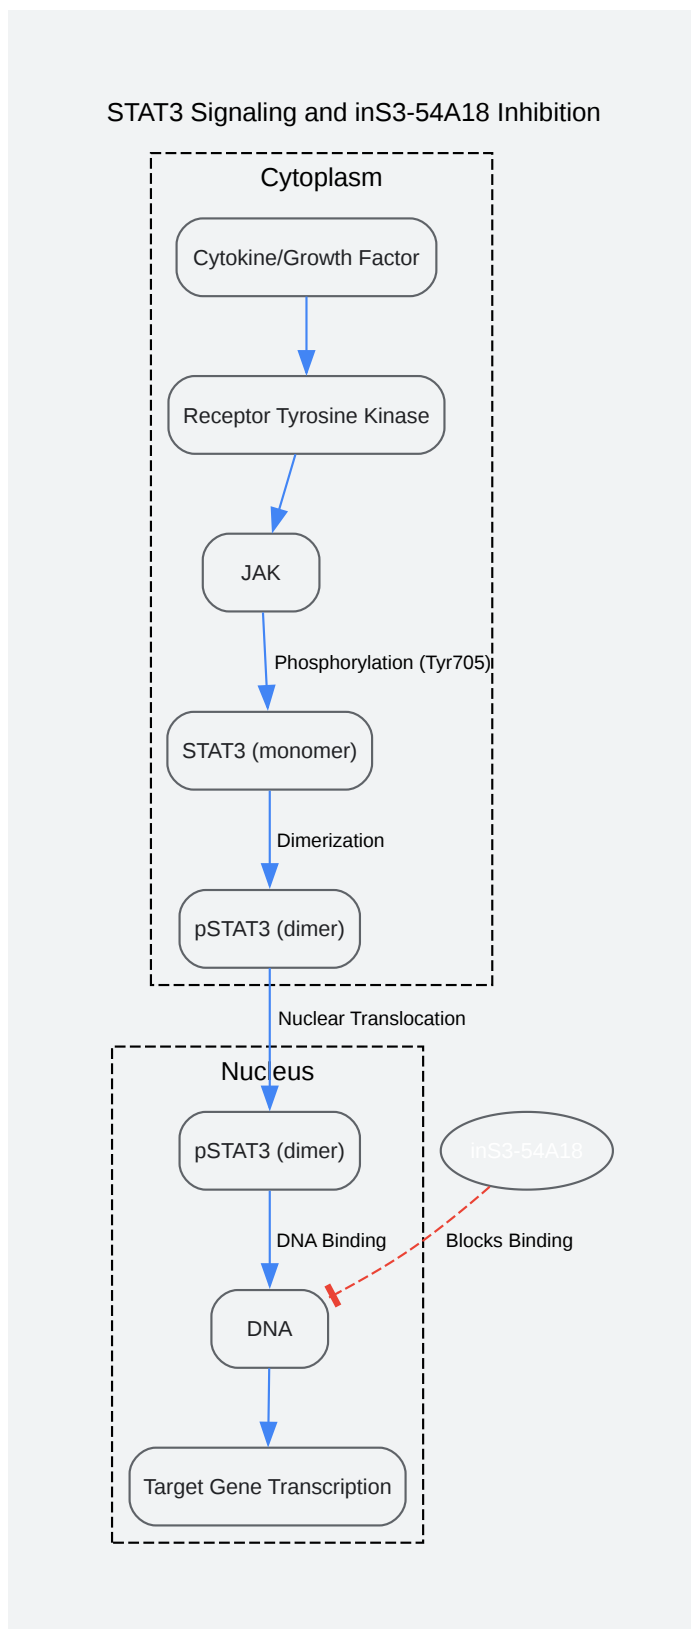 STAT3 Signaling and inS3-54A18 Inhibition
Cytoplasm
Cytokine/Growth Factor
Receptor Tyrosine Kinase
JAK
Phosphorylation (Tyr705)
STAT3 (monomer)
Dimerization
pSTAT3 (dimer)
Nuclear Translocation
Nucleus
pSTAT3 (dimer)
inS3-54A18
DNA Binding
Blocks Binding
DNA
Target Gene Transcription